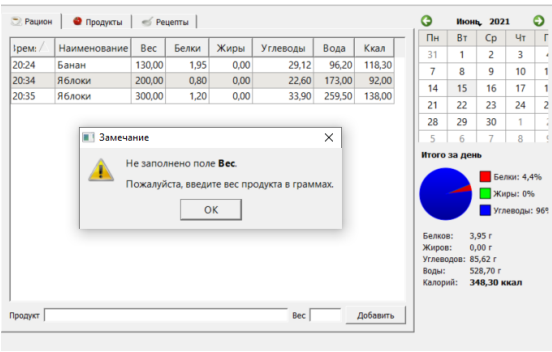 Рацион Продукты Рецепты
Июнь, 2021
Врем: Наименование Вес Белки Жиры Углеводы Вода Ккал
20:24 Банан 130,00 1,95 0,00 29,12 96,20 118,30
20:34 Яблоки 200,00 0,80 0,00 22,60 173,00 92,00
20:35 Яблоки 300,00 1,20 0,00 33,90 259,50 138,00
Замечание
Не заполнено поле Вес.
Пожалуйста, введите вес продукта в граммах.
OK
Продукт Вес Добавить
Пн Вт Ср Чт
31 1 2 3
7 8 9 10
14 15 16 17
21 22 23 24
28 29 30 1
5 6 7 8
Итого за день
Белки: 4,4%
Жиры: 0%
Углеводы: 96%
Белков: 3,95 г
Жиров: 0,00 г
Углеводов: 85,62 г
Воды: 528,70 г
Калорий: 348,30 ккал